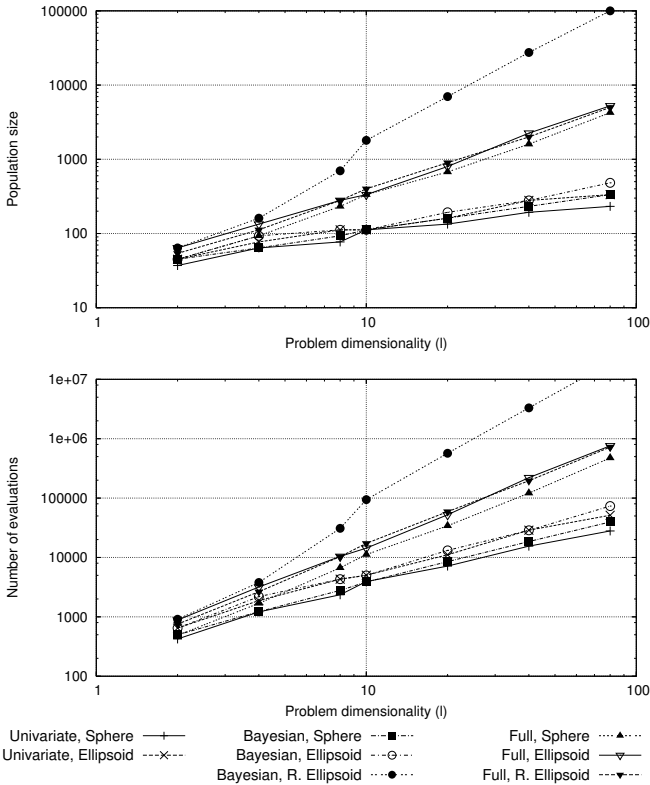 100000
10000
1000
100
10
Population size
1 10 100
Problem dimensionality (l)
1e+07
1e+06
100000
10000
1000
100
Number of evaluations
1 10 100
Problem dimensionality (l)
Univariate, Sphere Bayesian, Sphere Full, Sphere
Univariate, Ellipsoid Bayesian, Ellipsoid Full, Ellipsoid
Bayesian, R. Ellipsoid Full, R. Ellipsoid